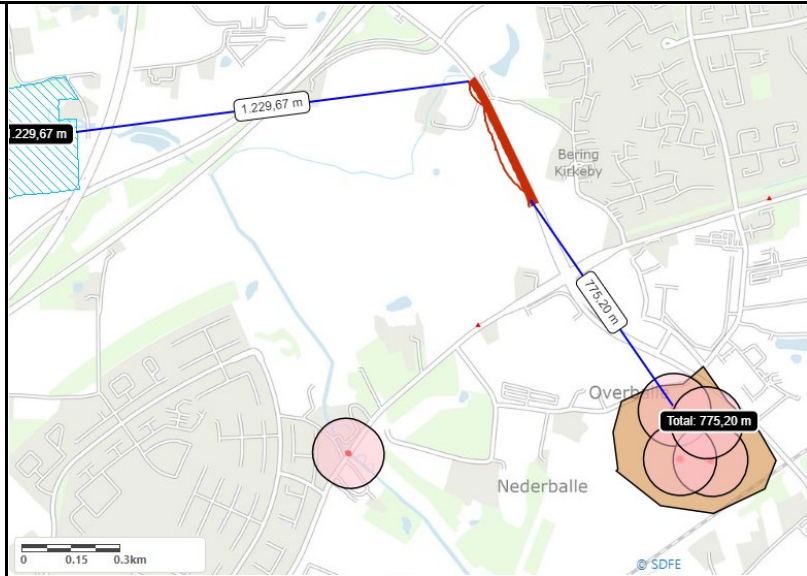 1.229,67 m
1.229,67 m
Bering
Kirkeby
775,20 m
Total: 775,20 m
Nederballe
0 0.15 0.3km
© SDFE